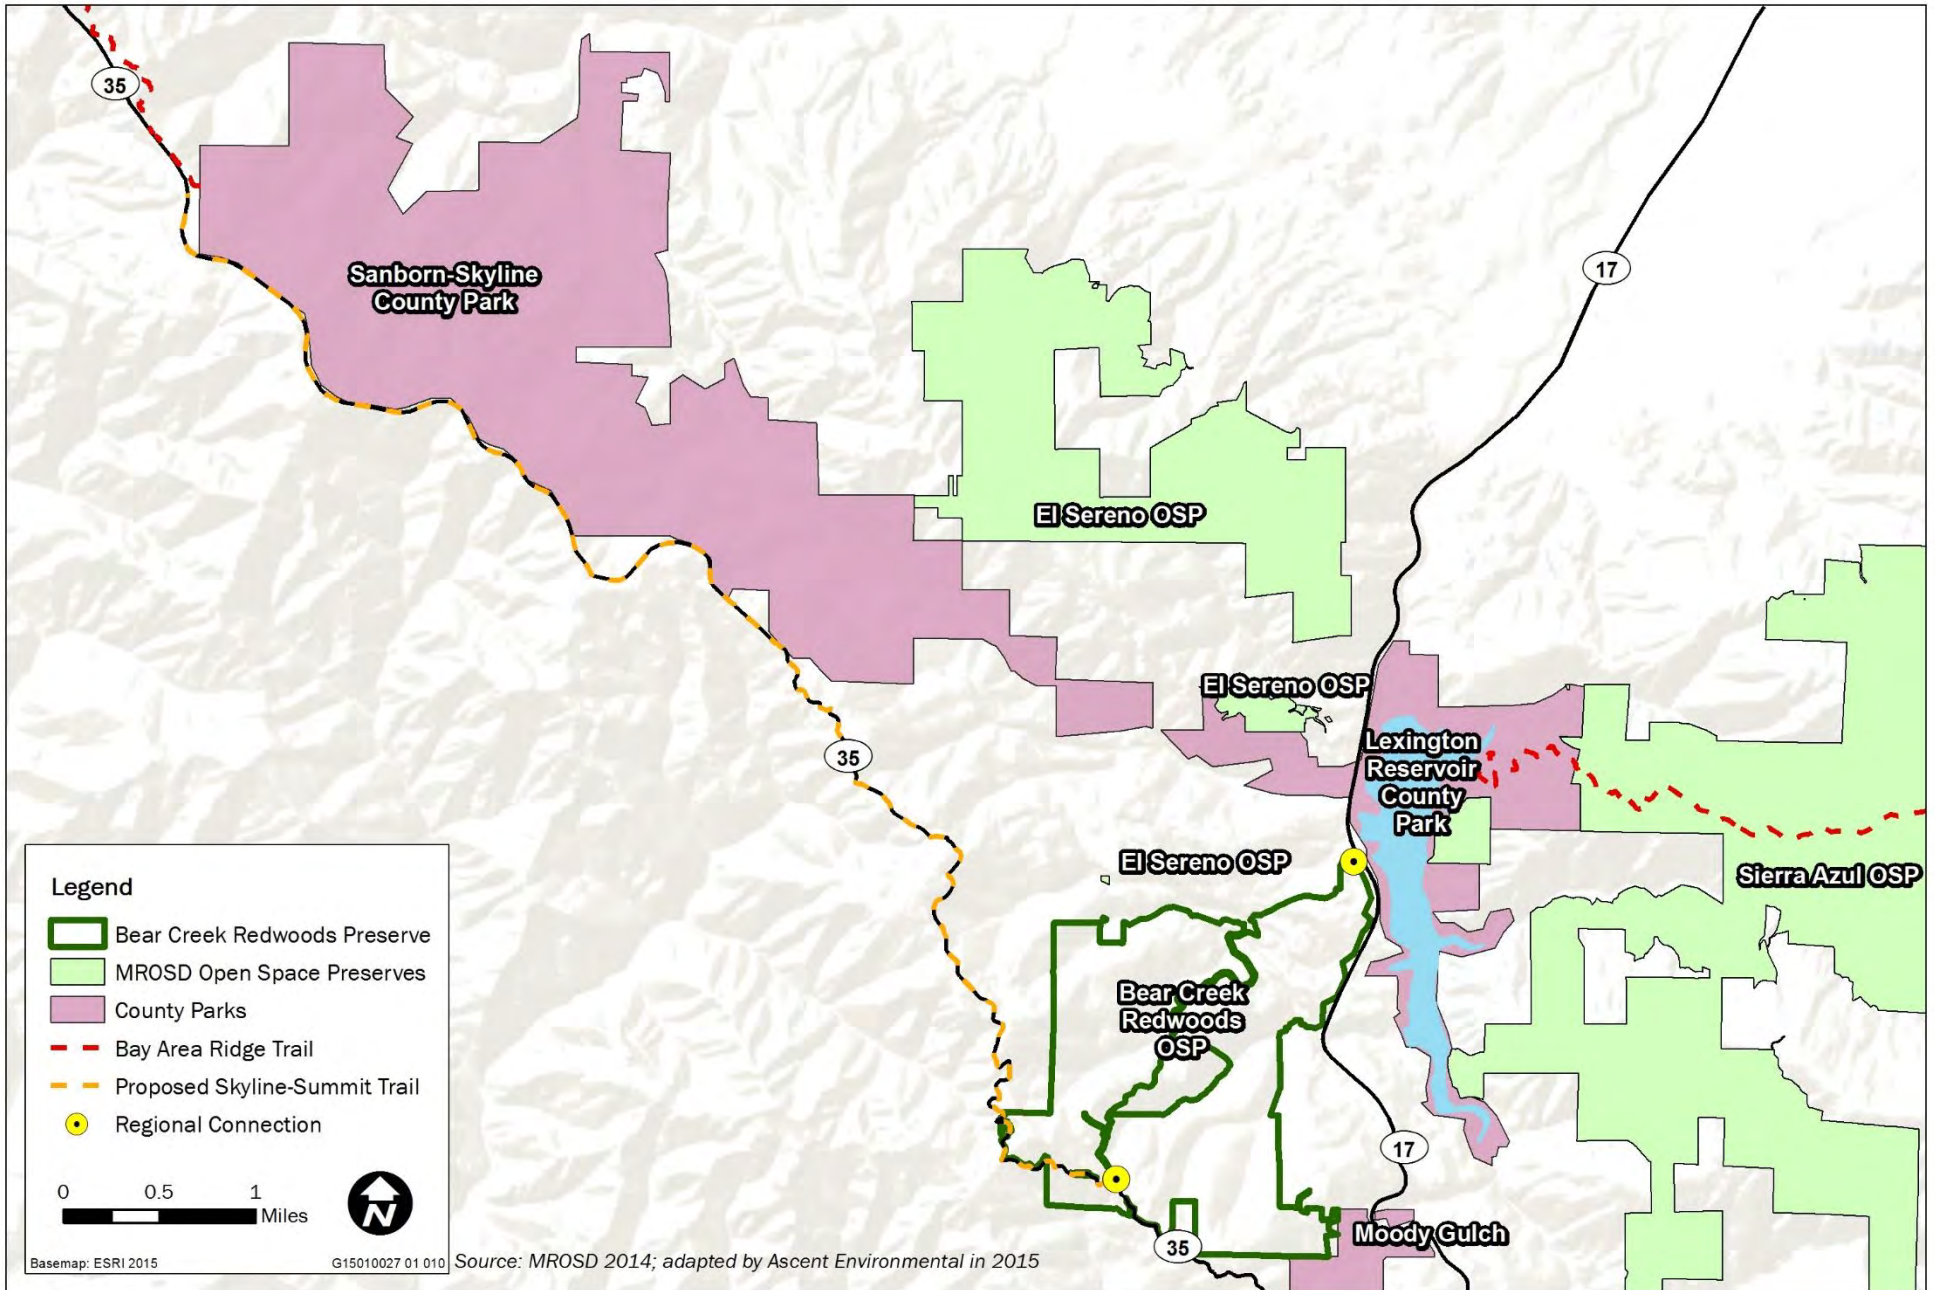 35
17
Sanborn-Skyline
County Park
El Sereno OSP
El Sereno OSP
Lexington
Reservoir
County
Park
35
El Sereno OSP
Sierra Azul OSP
Bear Creek
Redwoods
OSP
17
Moody Gulch
35
Legend
Bear Creek Redwoods Preserve
MROSD Open Space Preserves
County Parks
Bay Area Ridge Trail
Proposed Skyline-Summit Trail
Regional Connection
0 0.5 1
Miles
N
Basemap: ESRI 2015
G15010027 01 010
Source: MROSD 2014; adapted by Ascent Environmental in 2015